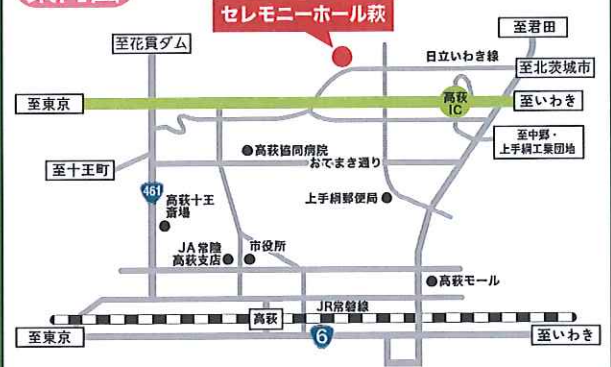 案内図
セレモニーホール萩
至君田
至花貫ダム
日立いわき線
至北茨城市
至東京
高萩
IC
至いわき
至中郷・
上手綱工業団地
高萩協同病院
おでまき通り
至十王町
461
高萩十王
斎場
上手綱郵便局
JA常陸
高萩支店
市役所
高萩モール
JR常磐線
高萩
至東京
6
至いわき